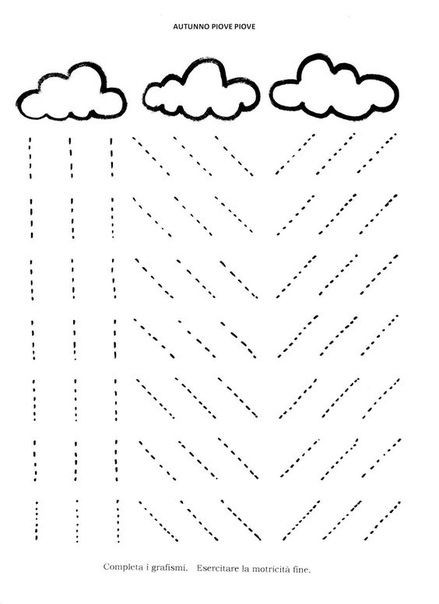 AUTUNNO PIOVE PIOVE
Completa i grafismi. Esercitare la motricità fine.